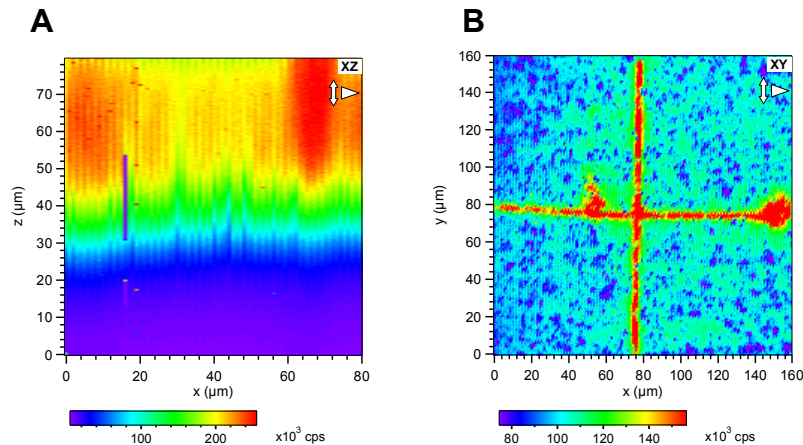 A
XZ
z (µm)
70
60
50
40
30
20
10
0
0 20 40 60 80
x (µm)
100 200 x10³ cps
B
XY
y (µm)
160
140
120
100
80
60
40
20
0
0 20 40 60 80 100 120 140 160
x (µm)
80 100 120 140 x10³ cps